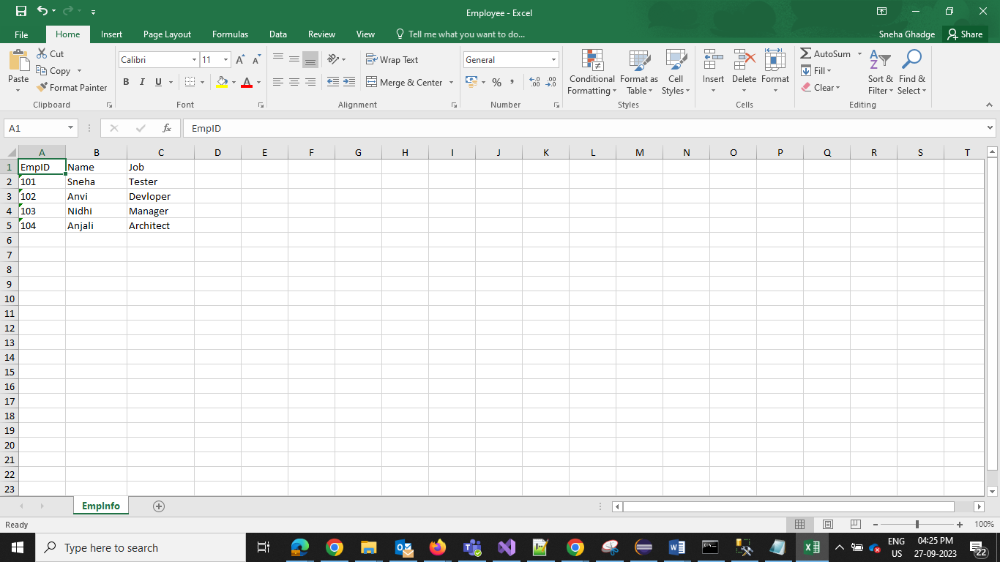 Employee - Excel
File Home Insert Page Layout Formulas Data Review View Tell me what you want to do... Sneha Ghadge Share
Paste Cut Copy Format Painter Clipboard
Calibri 11 B I U A A A Font
Wrap Text Merge & Center Alignment
General % , .0 .00 .00 .0 Number
Conditional Formatting Format as Table Cell Styles Styles
Insert Delete Format Cells
AutoSum Fill Clear Sort & Filter Find & Select Editing
A1 fx EmpID
A B C D E F G H I J K L M N O P Q R S T
1 EmpID Name Job
2 101 Sneha Tester
3 102 Anvi Devloper
4 103 Nidhi Manager
5 104 Anjali Architect
6
7
8
9
10
11
12
13
14
15
16
17
18
19
20
21
22
23
EmpInfo
Ready 100%
Type here to search ENG US 04:25 PM 27-09-2023 22